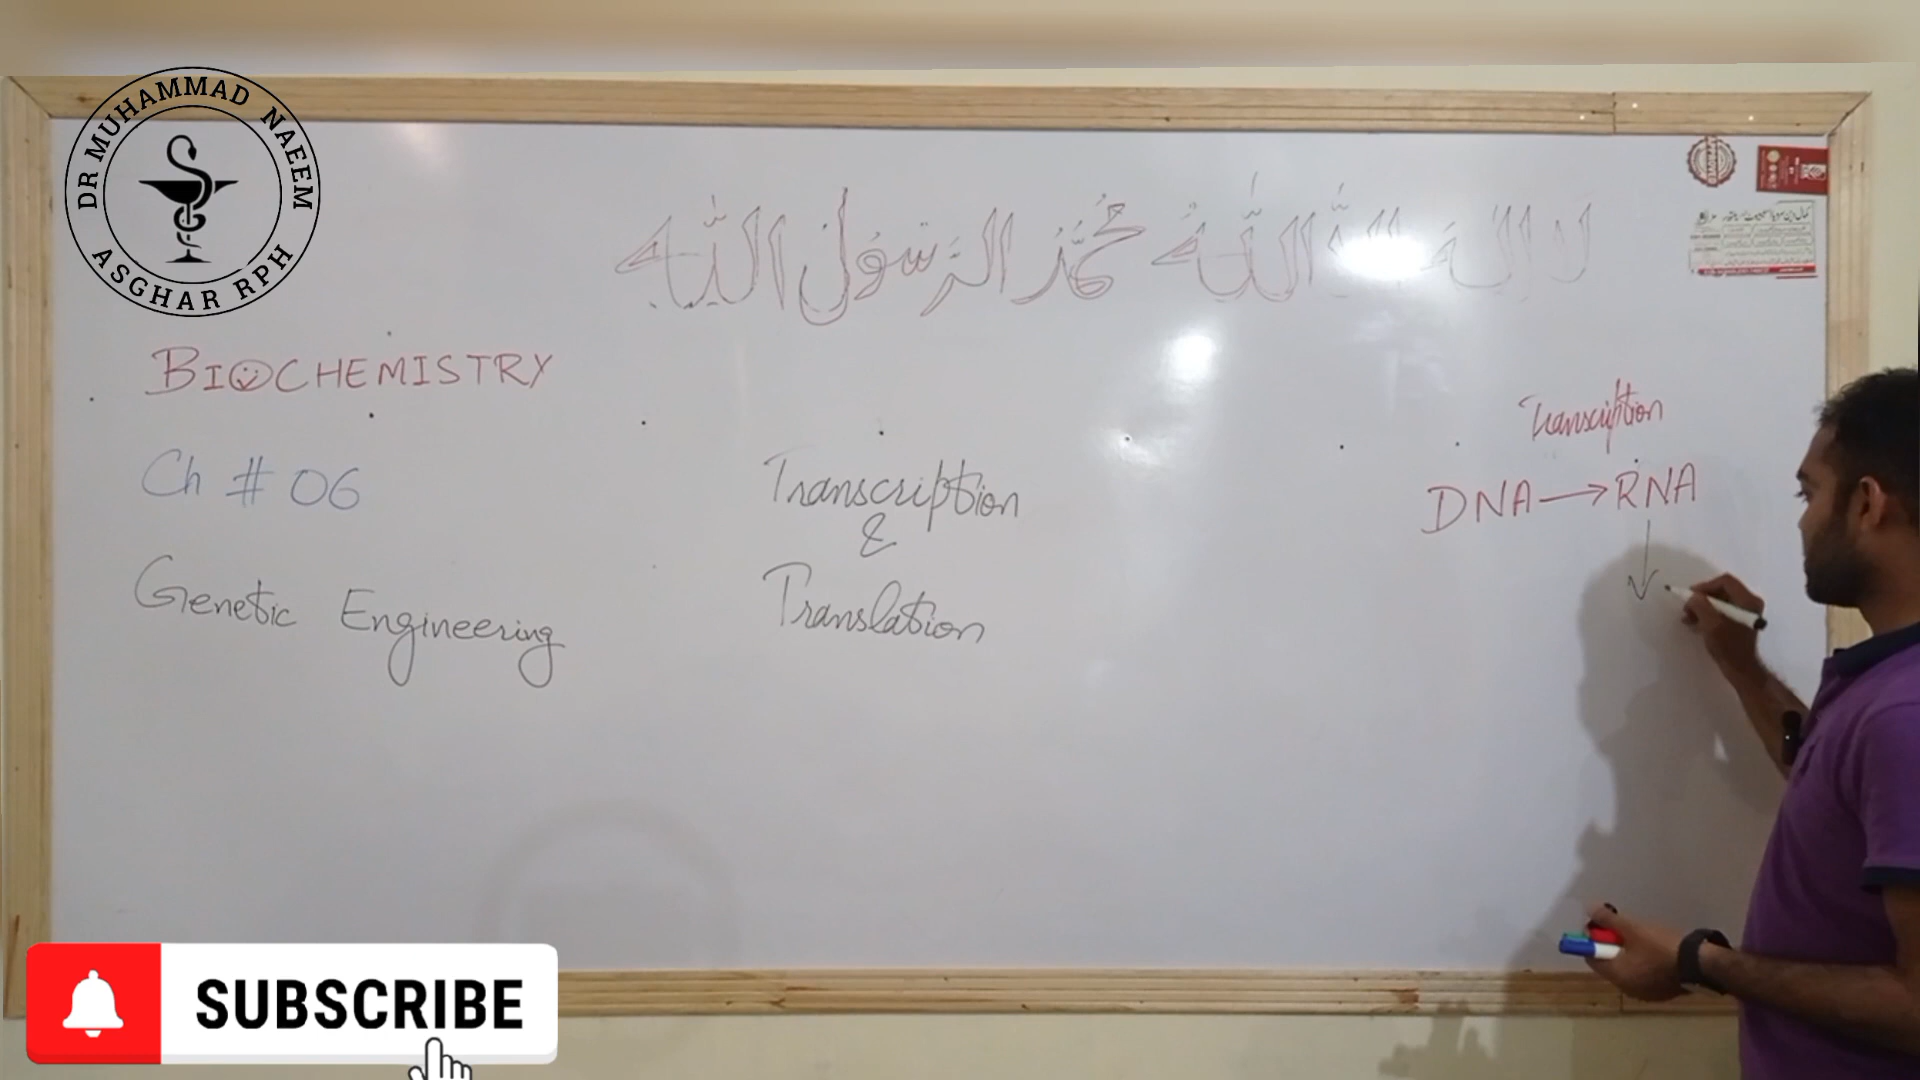 DR MUHAMMAD NAEEM
ASGHAR RPH
لا اله الا الله محمد الرسول الله
BIOCHEMISTRY
Ch # 06
Genetic Engineering
Transcription
&
Translation
Transcription
DNA → RNA
SUBSCRIBE